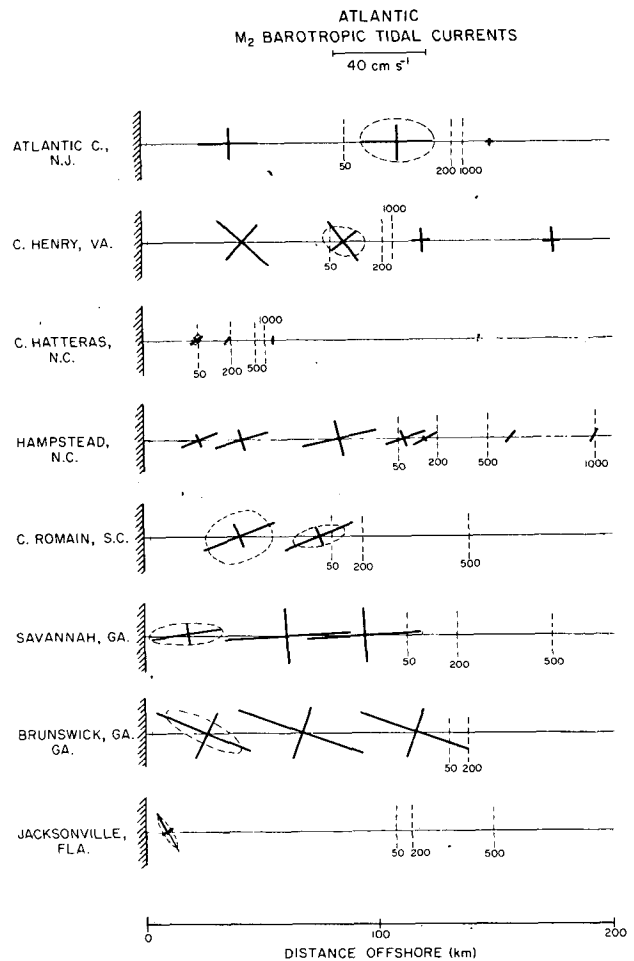 ATLANTIC
M2 BAROTROPIC TIDAL CURRENTS
40 cm s-1
ATLANTIC C.,
N.J.
50
200
1000
C. HENRY, VA.
1000
50
200
C. HATTERAS,
N.C.
1000
50
200
500
HAMPSTEAD,
N.C.
50
200
500
1000
C. ROMAIN, S.C.
50
200
500
SAVANNAH, GA.
50
200
500
BRUNSWICK, GA.
GA.
50
200
JACKSONVILLE,
FLA.
50
200
500
0
100
200
DISTANCE OFFSHORE (km)